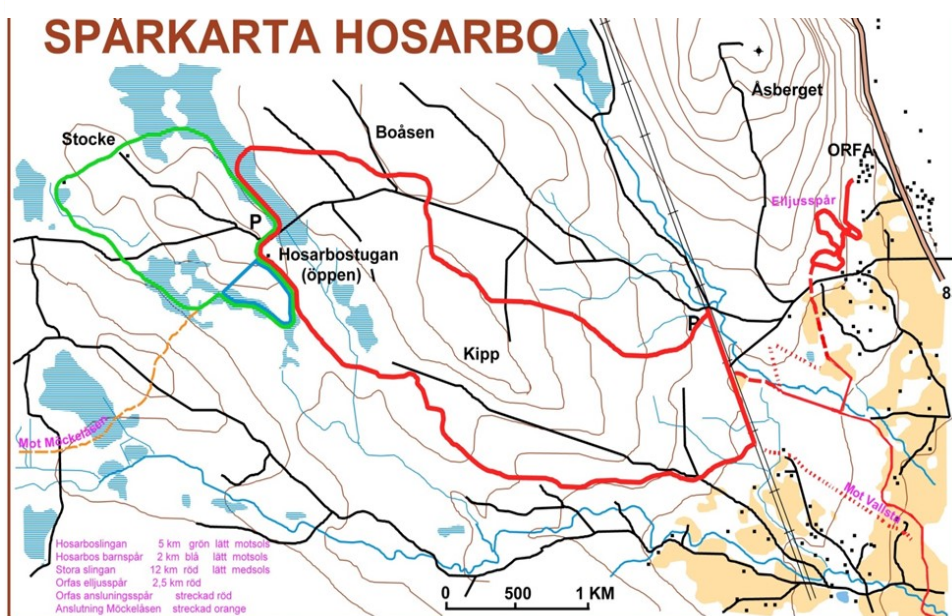 SPÅRKARTA HOSARBO
Åsberget
Stocke
Boåsen
ORFA
Elljusspår
P
Hosarbostugan
(öppen)
8
P
Kipp
Mot Möckelåsen
Mot Vallsta
Hosarboslingan 5 km grön lätt motsols
Hosarbos barnspår 2 km blå lätt motsols
Stora slingan 12 km röd lätt medsols
Orfas elljusspår 2,5 km röd
Orfas ansluningsspår streckad röd
Anslutning Möckelåsen streckad orange
0 500 1 KM